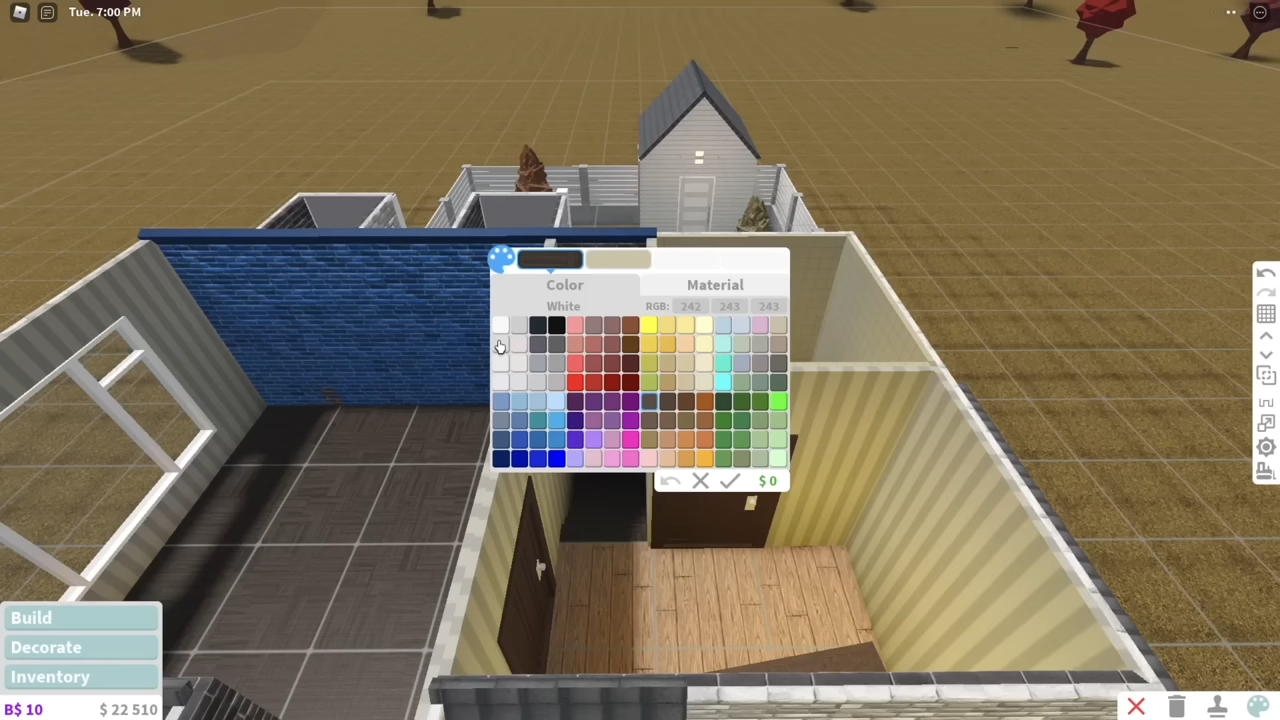 Tue. 7:00 PM
Color
Material
White
RGB: 242 243 243
$ 0
Build
Decorate
Inventory
B$ 10
$ 22 510